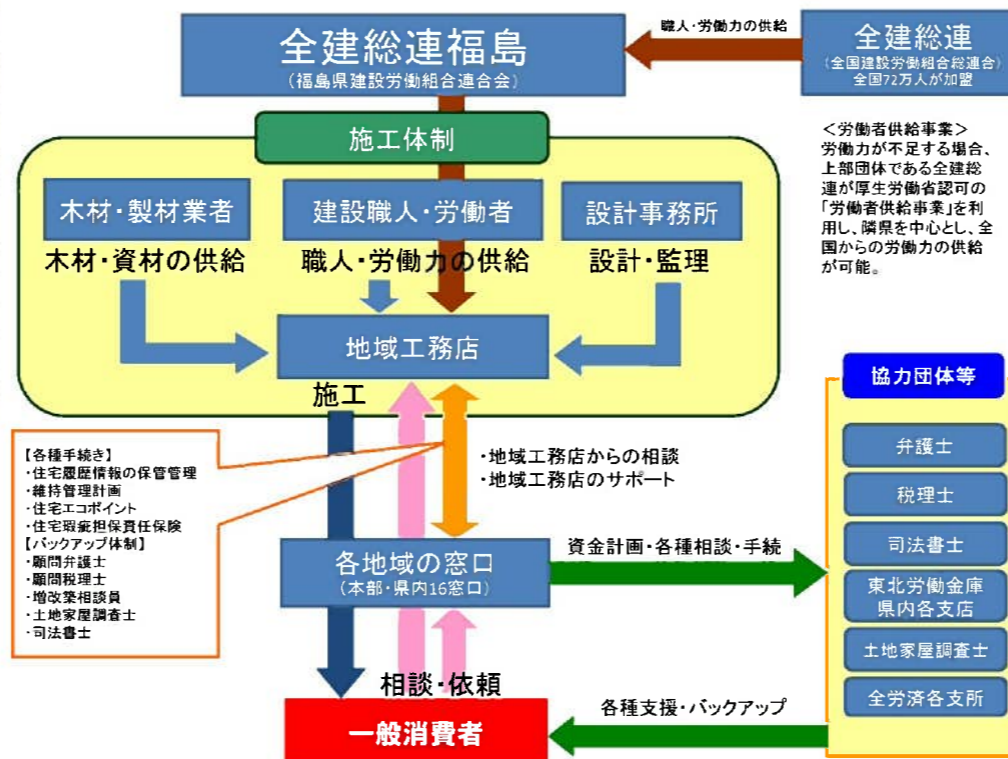 全建総連福島
(福島県建設労働組合連合会)
職人・労働力の供給
全建総連
(全国建設労働組合総連合)
全国72万人が加盟
<労働者供給事業>
労働力が不足する場合、
上部団体である全建総
連が厚生労働省認可の
「労働者供給事業」を利
用し、隣県を中心とし、全
国からの労働力の供給
が可能。
施工体制
木材・製材業者
建設職人・労働者
設計事務所
木材・資材の供給
職人・労働力の供給
設計・監理
地域工務店
施工
【各種手続き】
・住宅履歴情報の保管管理
・維持管理計画
・住宅エコポイント
・住宅瑕疵担保責任保険
【バックアップ体制】
・顧問弁護士
・顧問税理士
・増改築相談員
・土地家屋調査士
・司法書士
・地域工務店からの相談
・地域工務店のサポート
各地域の窓口
(本部・県内16窓口)
資金計画・各種相談・手続
協力団体等
弁護士
税理士
司法書士
東北労働金庫
県内各支店
土地家屋調査士
全労済各支所
相談・依頼
一般消費者
各種支援・バックアップ